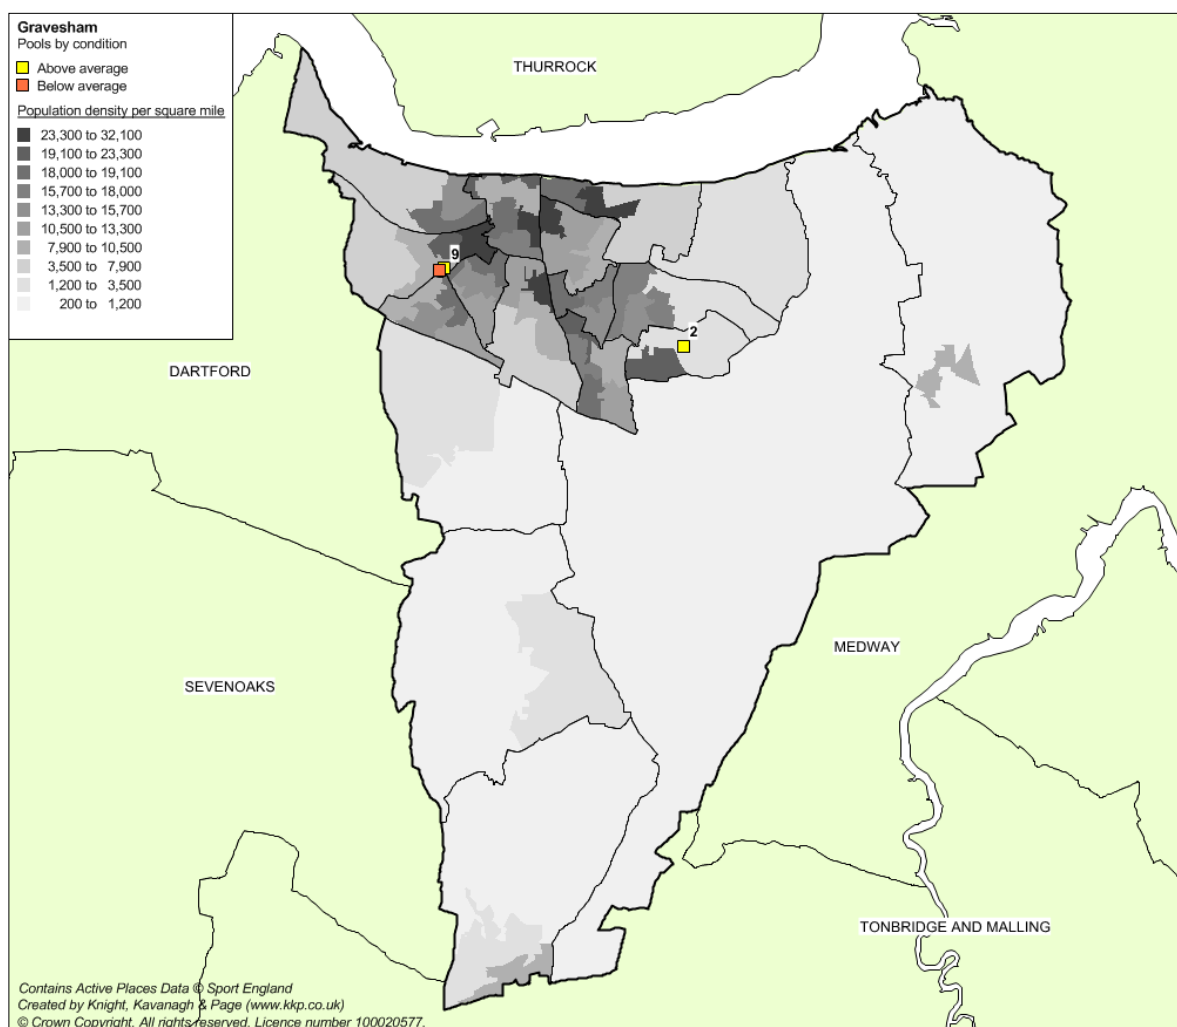 Gravesham
Pools by condition
Above average
Below average
Population density per square mile
23,300 to 32,100
19,100 to 23,300
18,000 to 19,100
15,700 to 18,000
13,300 to 15,700
10,500 to 13,300
7,900 to 10,500
3,500 to 7,900
1,200 to 3,500
200 to 1,200
THURROCK
9
2
DARTFORD
MEDWAY
SEVENOAKS
TONBRIDGE AND MALLING
Contains Active Places Data © Sport England
Created by Knight, Kavanagh & Page (www.kkp.co.uk)
© Crown Copyright. All rights reserved. Licence number 100020577.